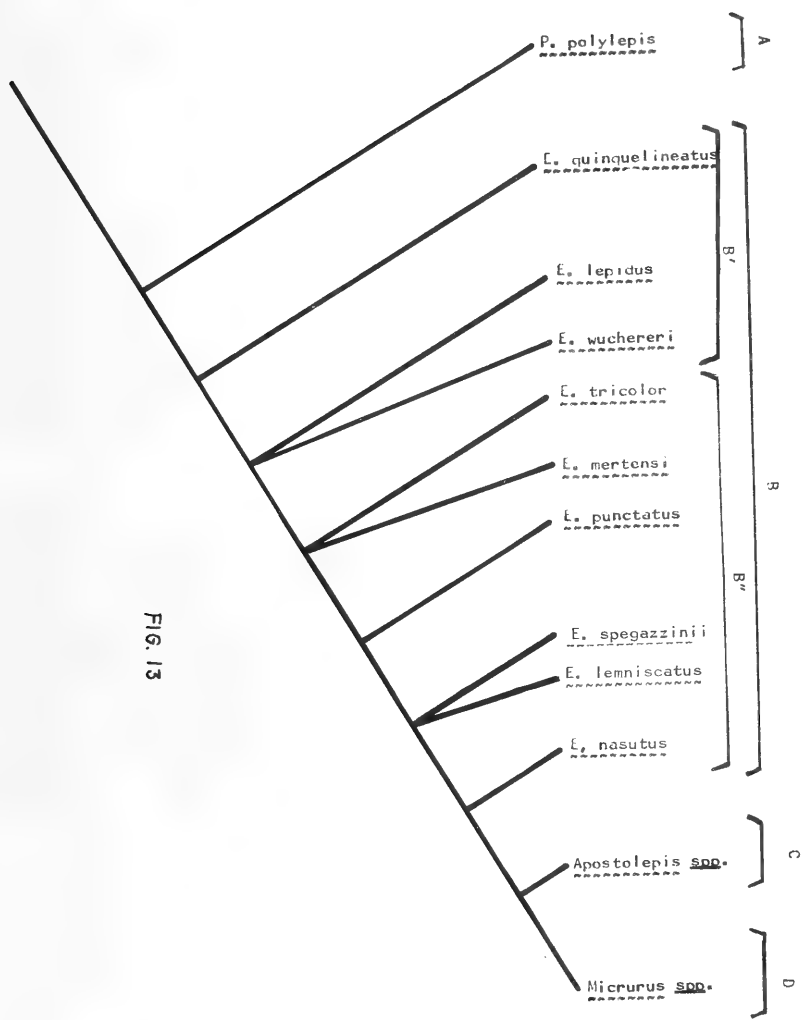 P. polylepis
A
E. quinquelineatus
B'
E. lepidus
E. wuchereri
E. tricolor
B
E. mertensi
E. punctatus
B"
E. spegazzinii
E. lemniscatus
E, nasutus
FIG. 13
Apostolepis spp.
C
Micrurus spp.
D